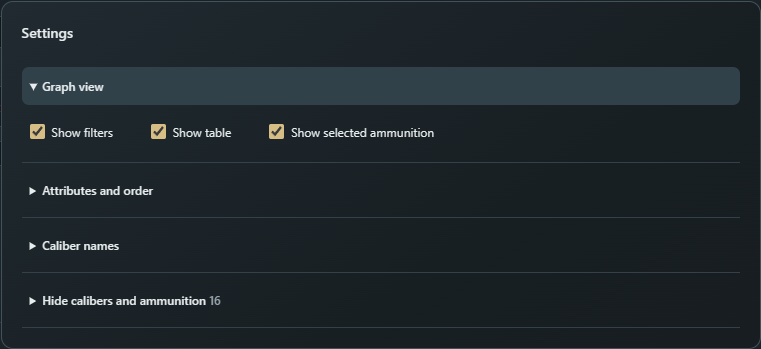 Settings
Graph view
Show filters Show table Show selected ammunition
Attributes and order
Caliber names
Hide calibers and ammunition 16